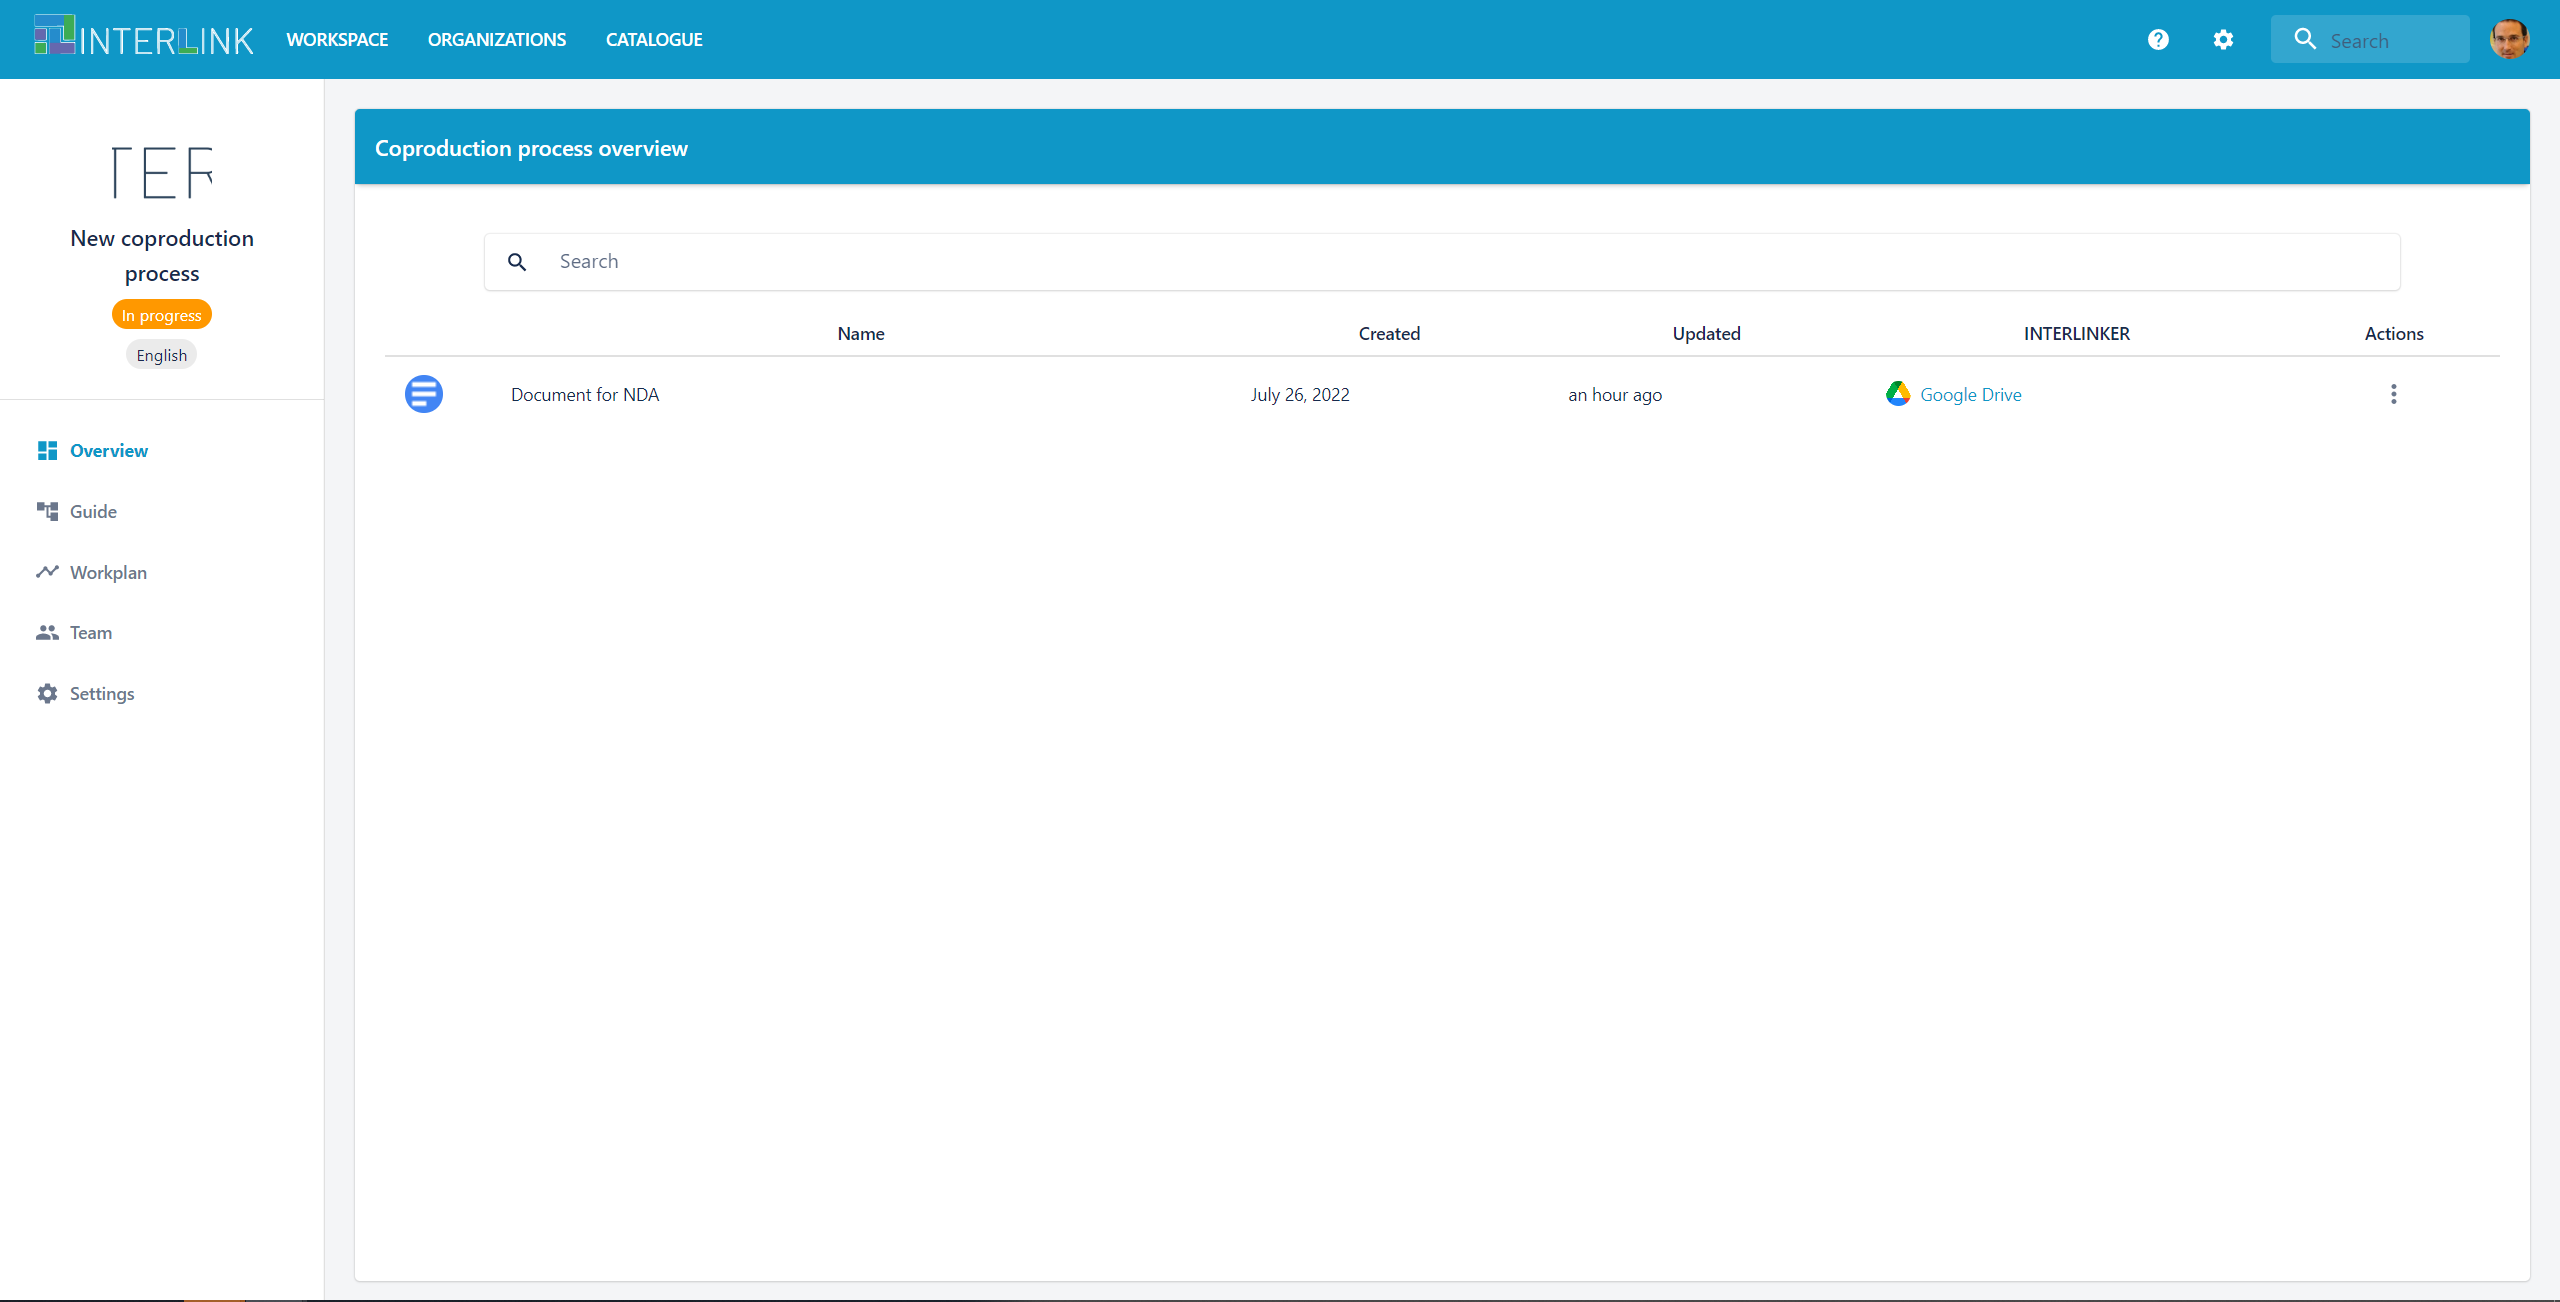 INTERLINK WORKSPACE ORGANIZATIONS CATALOGUE Search
TER
New coproduction
process
In progress
English
Overview
Guide
Workplan
Team
Settings
Coproduction process overview
Search
Name Created Updated INTERLINKER Actions
Document for NDA July 26, 2022 an hour ago Google Drive